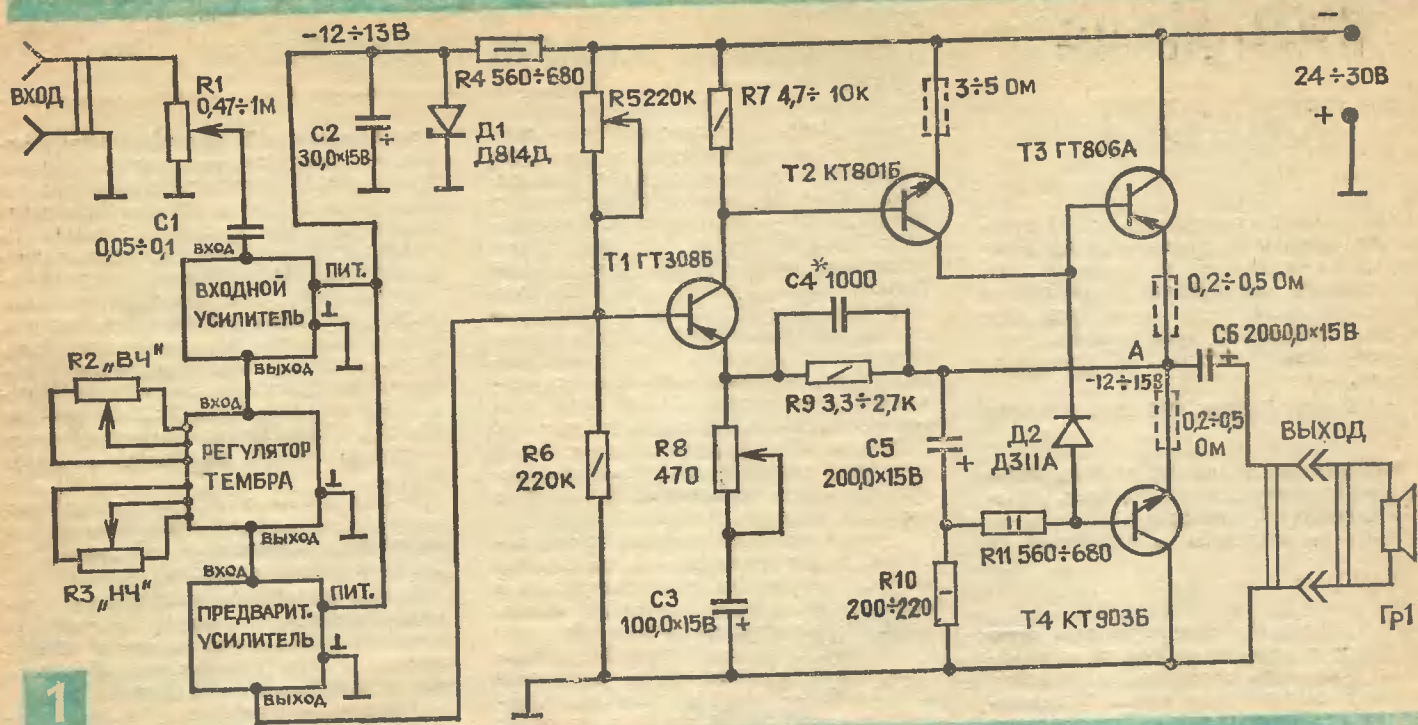 -12÷13В
R4 560÷680
ВХОД
R1
0,47÷1М
C1
0,05÷0,1
C2
30,0×15В
Д1
Д814Д
R5 220К
R7 4,7÷10К
3÷5 Ом
Т2 КТ801Б
Т3 ГТ806А
-
24÷30В
+
ВХОД
ВХОДНОЙ
УСИЛИТЕЛЬ
ПИТ.
⊥
ВЫХОД
R2 „ВЧ"
ВХОД
РЕГУЛЯТОР
ТЕМБРА
⊥
ВЫХОД
R3 „НЧ"
ВХОД
ПРЕДВАРИТ.
УСИЛИТЕЛЬ
ПИТ.
⊥
ВЫХОД
Т1 ГТ308Б
C4* 1000
R9 3,3÷2,7К
R6
220К
R8
470
C3
100,0×15В
+
C5
200,0×15В
+
R10
200÷220
R11 560÷680
Д2
Д311А
0,2÷0,5 Ом
А
-12÷15В
C6 2000,0×15В
+
0,2÷0,5
Ом
Т4 КТ903Б
ВЫХОД
Гр1
1